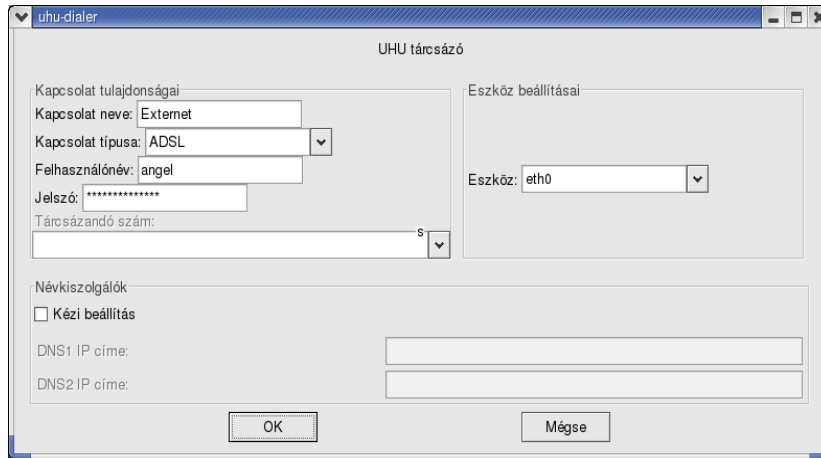 uhu-dialer
UHU tárcsázó
Kapcsolat tulajdonságai
Kapcsolat neve: Externet
Kapcsolat típusa: ADSL
Felhasználónév: angel
Jelszó: **************
Tárcsázandó szám:
s
Eszköz beállításai
Eszköz: eth0
Névkiszolgálók
Kézi beállítás
DNS1 IP címe:
DNS2 IP címe:
OK Mégse